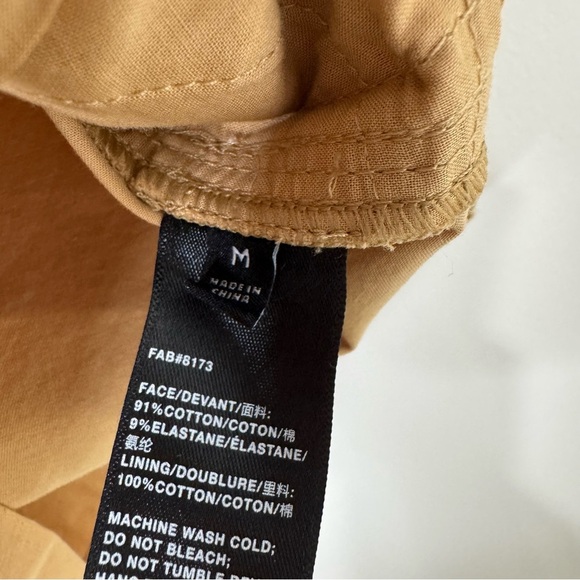 M
MADE IN
CHINA
FAB#8173
FACE/DEVANT/面料:
91%COTTON/COTON/棉
9%ELASTANE/ÉLASTANE/
氨纶
LINING/DOUBLURE/里料:
100%COTTON/COTON/棉
MACHINE WASH COLD;
DO NOT BLEACH;
DO NOT TUMBLE